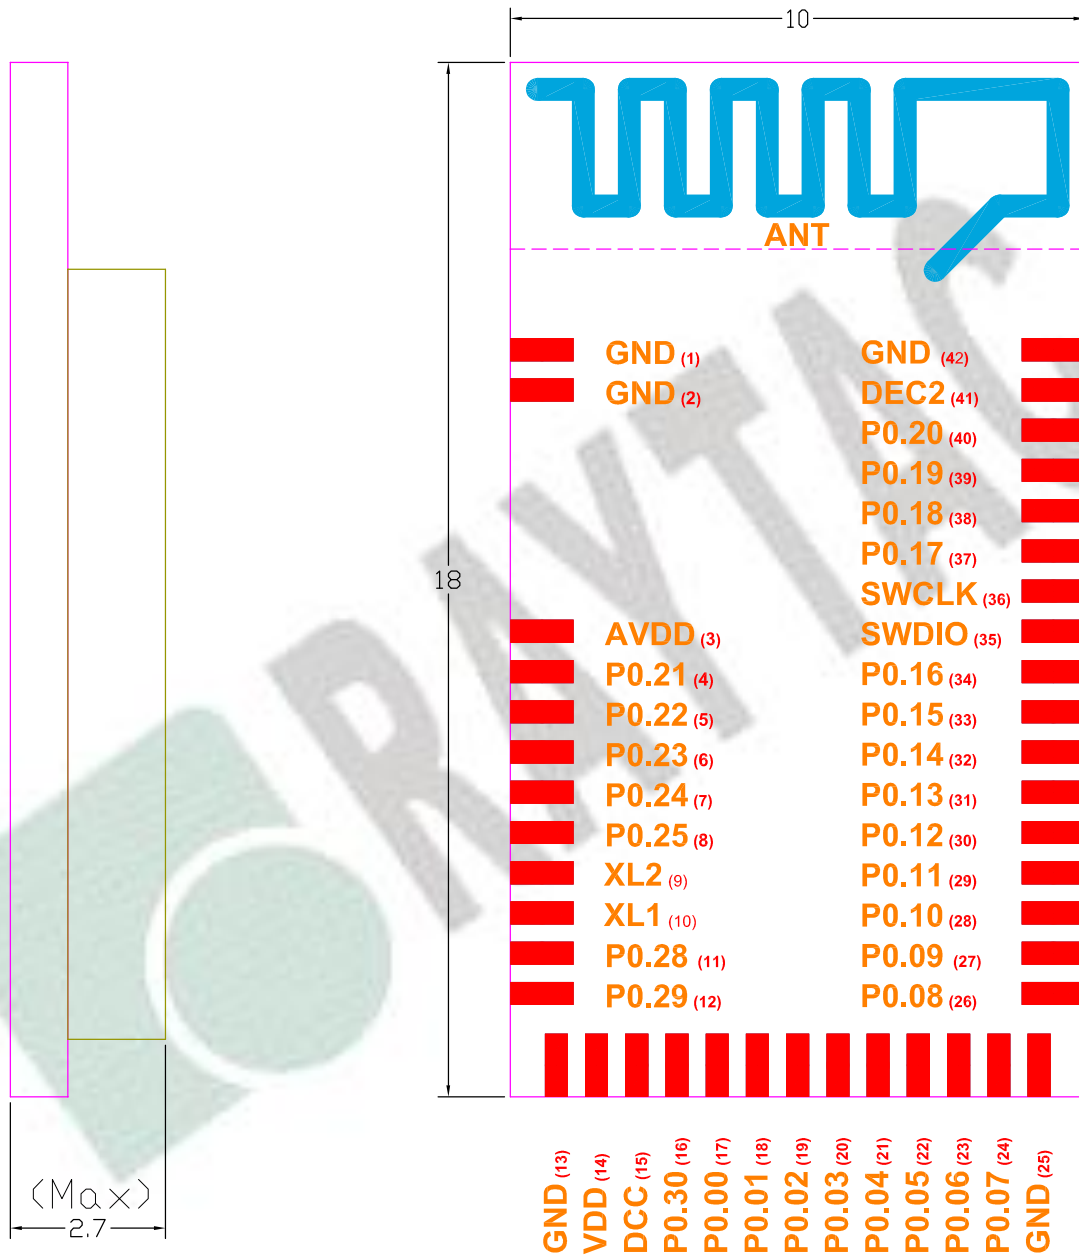 10
ANT
GND (1) GND (42)
GND (2) DEC2 (41)
P0.20 (40)
P0.19 (39)
P0.18 (38)
P0.17 (37)
18 SWCLK (36)
AVDD (3) SWDIO (35)
P0.21 (4) P0.16 (34)
P0.22 (5) P0.15 (33)
P0.23 (6) P0.14 (32)
P0.24 (7) P0.13 (31)
P0.25 (8) P0.12 (30)
XL2 (9) P0.11 (29)
XL1 (10) P0.10 (28)
P0.28 (11) P0.09 (27)
P0.29 (12) P0.08 (26)
GND (13)
VDD (14)
DCC (15)
P0.30 (16)
P0.00 (17)
P0.01 (18)
P0.02 (19)
P0.03 (20)
P0.04 (21)
P0.05 (22)
P0.06 (23)
P0.07 (24)
GND (25)
(Max)
2.7
RAYTAC